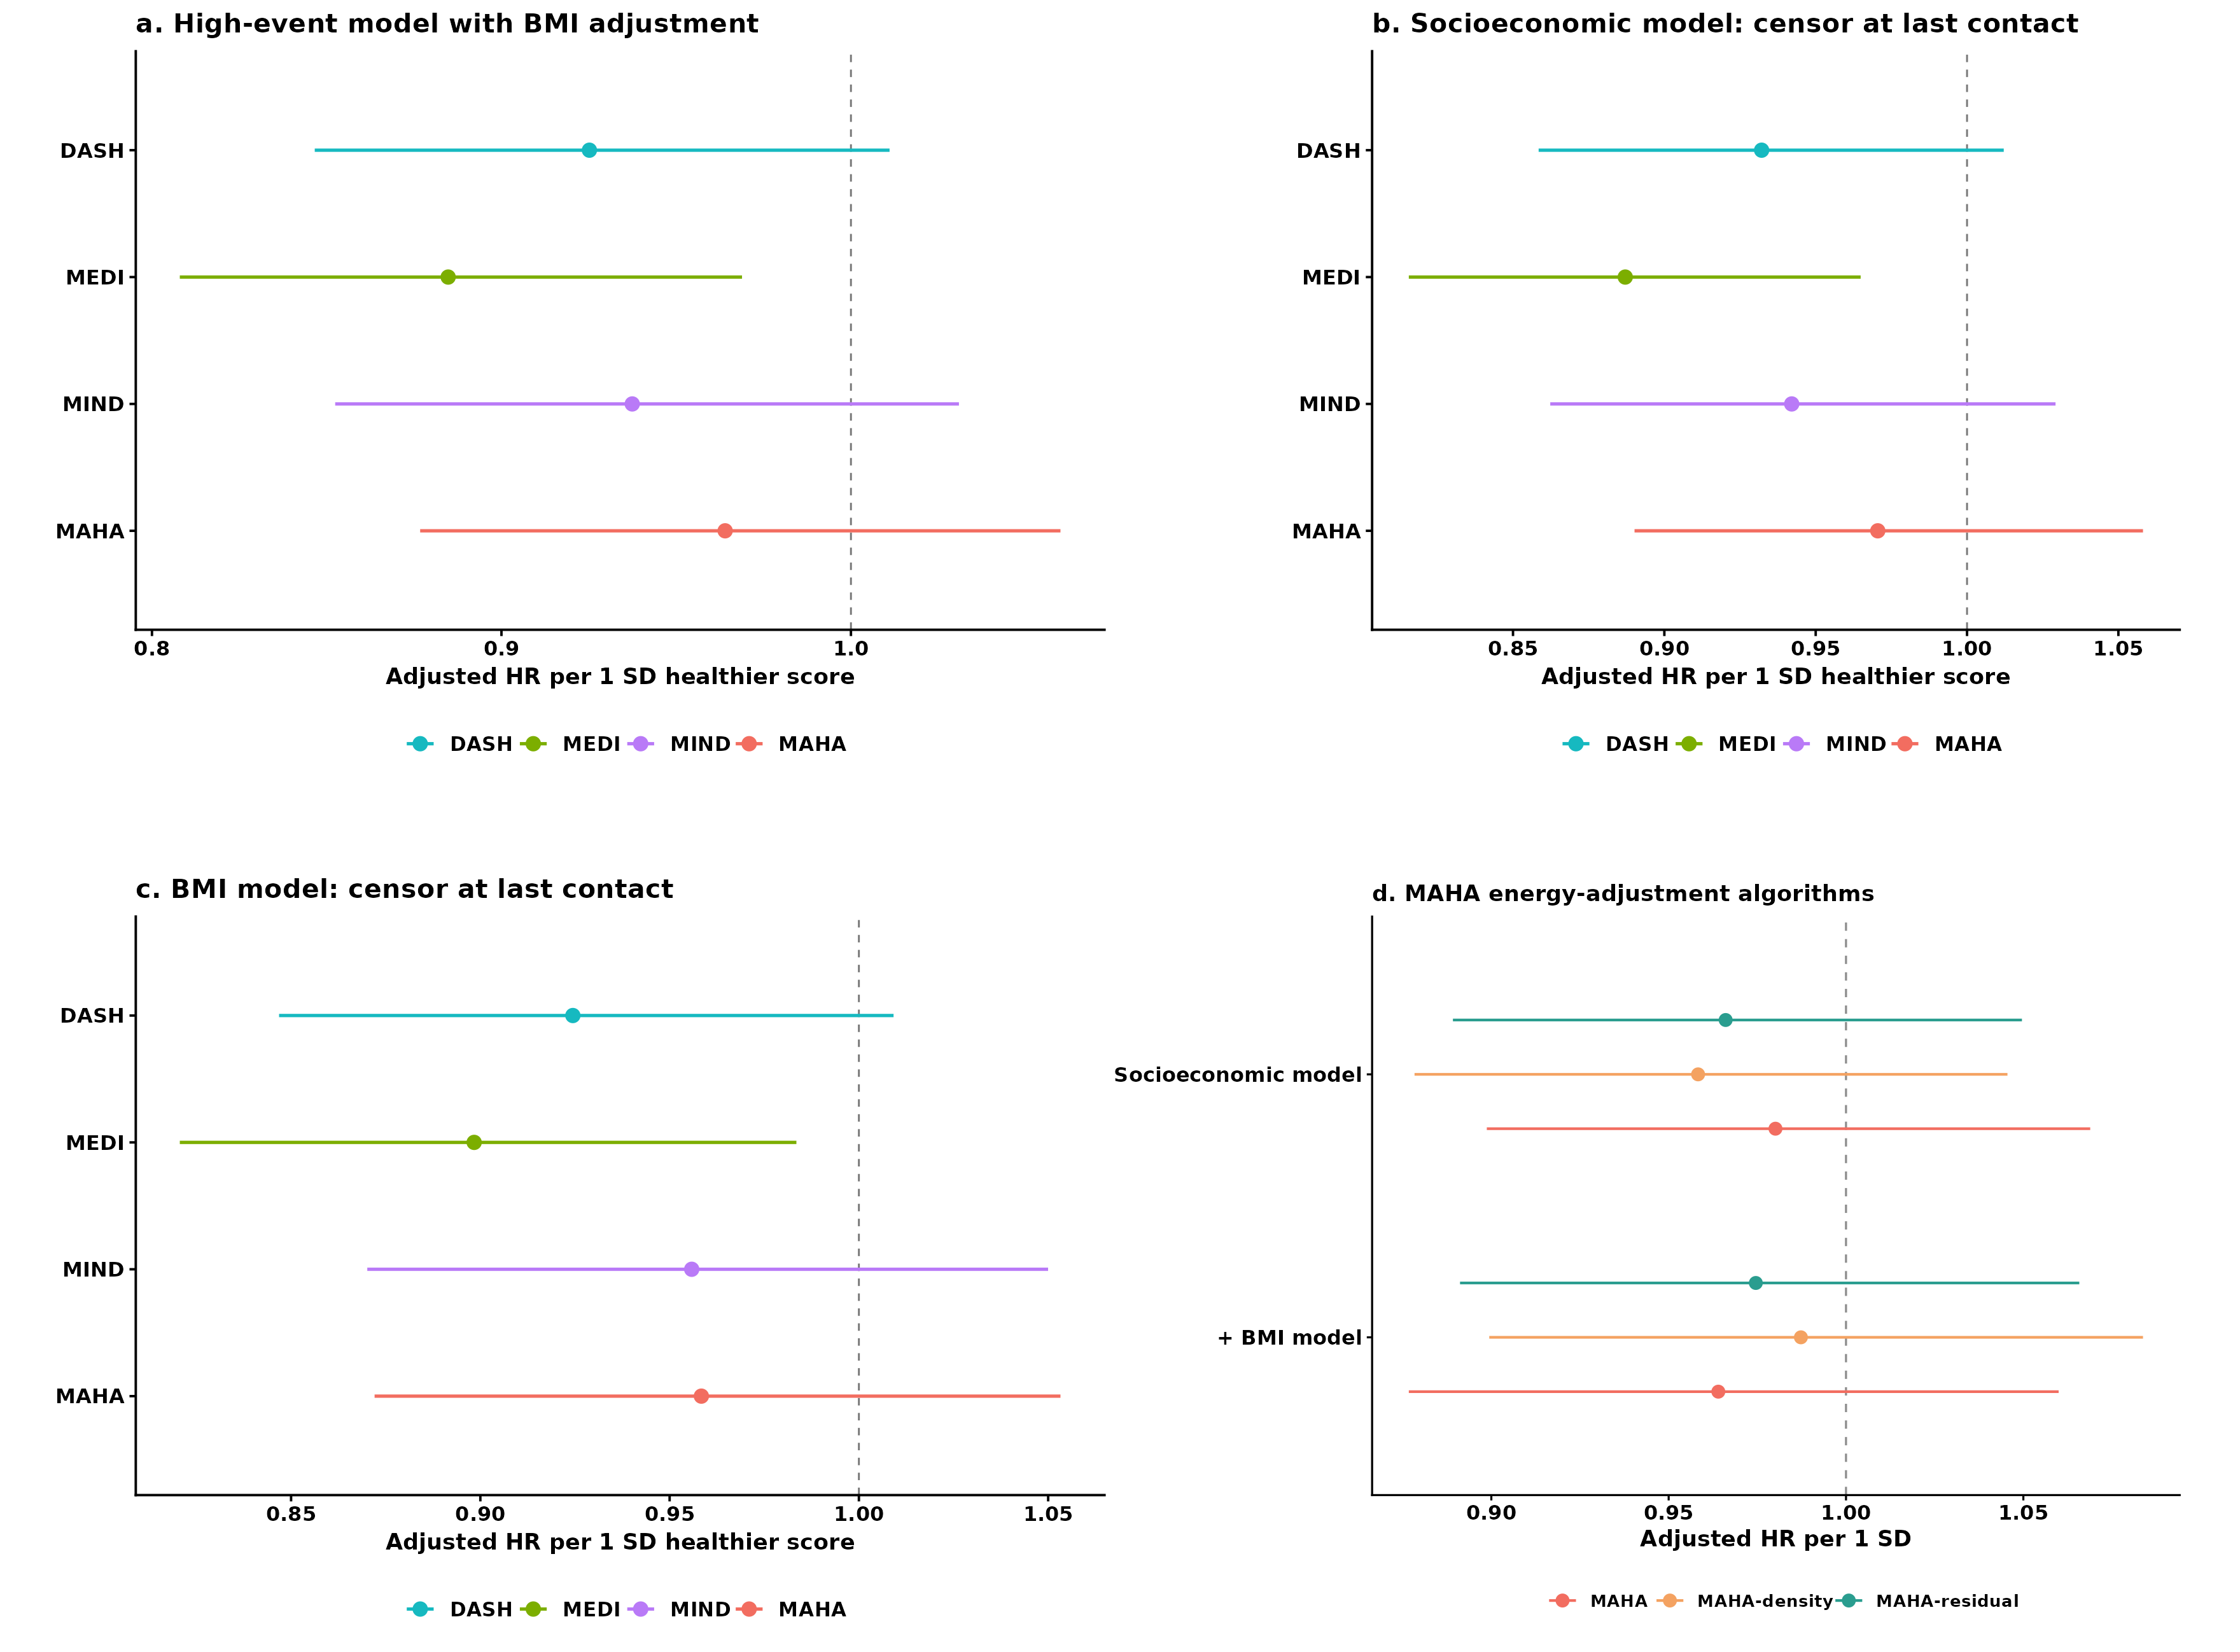 a. High-event model with BMI adjustment
DASH
MEDI
MIND
MAHA
0.8 0.9 1.0
Adjusted HR per 1 SD healthier score
DASH MEDI MIND MAHA
b. Socioeconomic model: censor at last contact
DASH
MEDI
MIND
MAHA
0.85 0.90 0.95 1.00 1.05
Adjusted HR per 1 SD healthier score
DASH MEDI MIND MAHA
c. BMI model: censor at last contact
DASH
MEDI
MIND
MAHA
0.85 0.90 0.95 1.00 1.05
Adjusted HR per 1 SD healthier score
DASH MEDI MIND MAHA
d. MAHA energy-adjustment algorithms
Socioeconomic model
+ BMI model
0.90 0.95 1.00 1.05
Adjusted HR per 1 SD
MAHA MAHA-density MAHA-residual